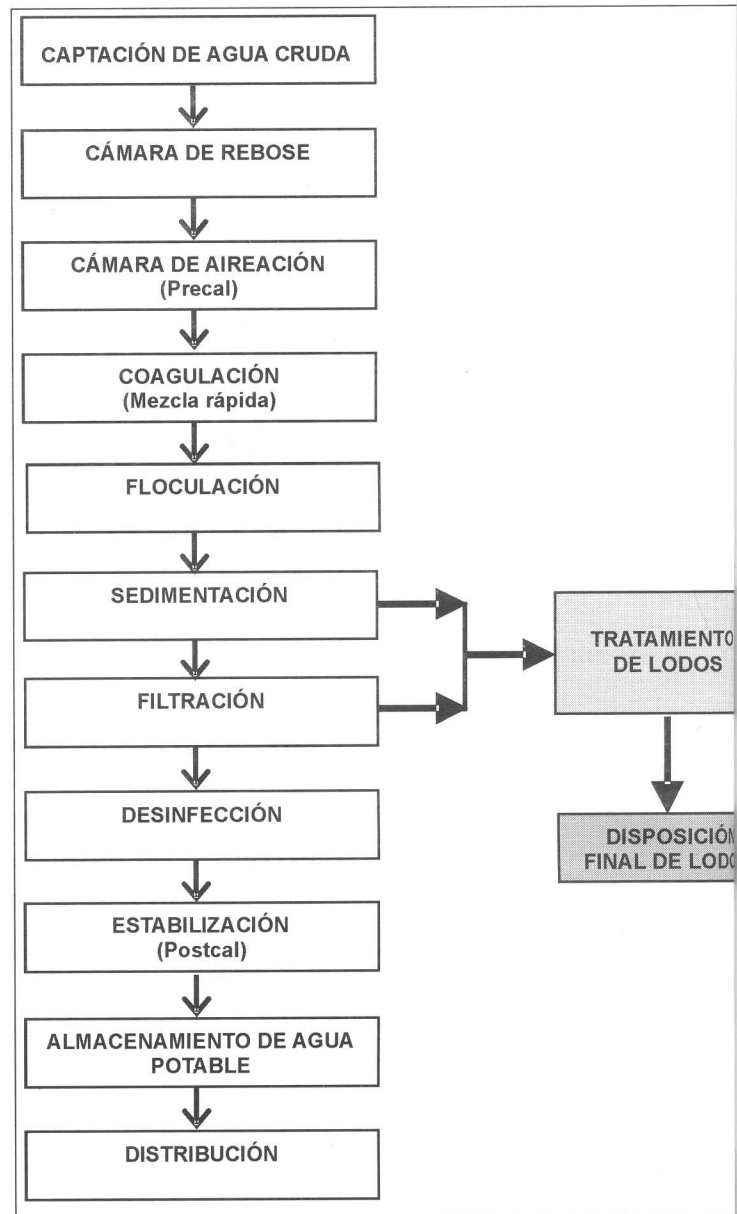 CAPTACIÓN DE AGUA CRUDA
CÁMARA DE REBOSE
CÁMARA DE AIREACIÓN
(Precal)
COAGULACIÓN
(Mezcla rápida)
FLOCULACIÓN
SEDIMENTACIÓN
FILTRACIÓN
TRATAMIENTO
DE LODOS
DESINFECCIÓN
DISPOSICIÓN
FINAL DE LODO
ESTABILIZACIÓN
(Postcal)
ALMACENAMIENTO DE AGUA
POTABLE
DISTRIBUCIÓN